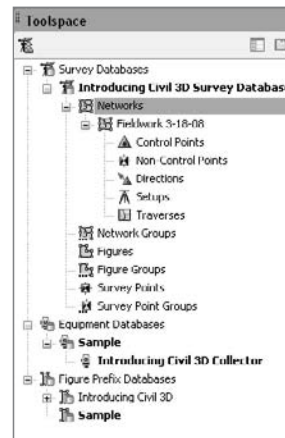 Toolspace
Survey Databases
Introducing Civil 3D Survey Database
Networks
Fieldwork 3-18-08
Control Points
Non-Control Points
Directions
Setups
Traverses
Network Groups
Figures
Figure Groups
Survey Points
Survey Point Groups
Equipment Databases
Sample
Introducing Civil 3D Collector
Figure Prefix Databases
Introducing Civil 3D
Sample